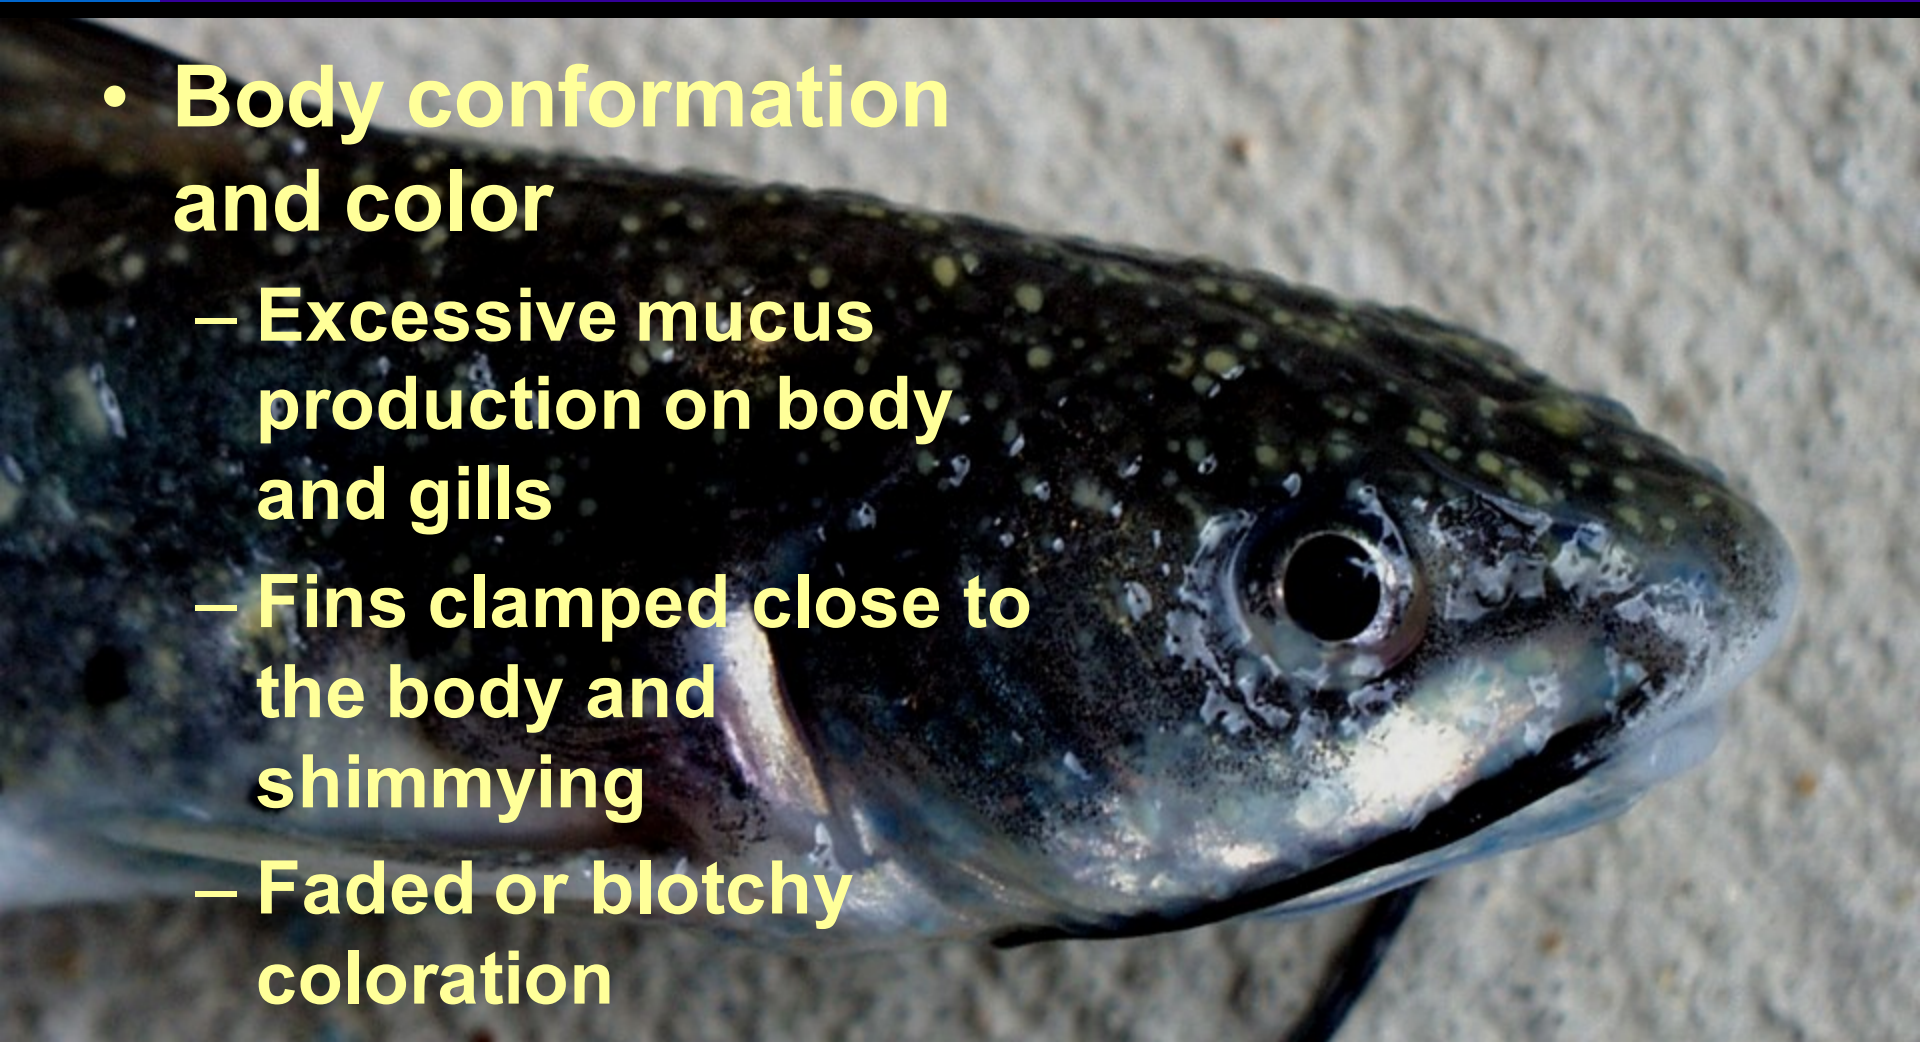 • Body conformation
and color
– Excessive mucus
production on body
and gills
– Fins clamped close to
the body and
shimmying
– Faded or blotchy
coloration